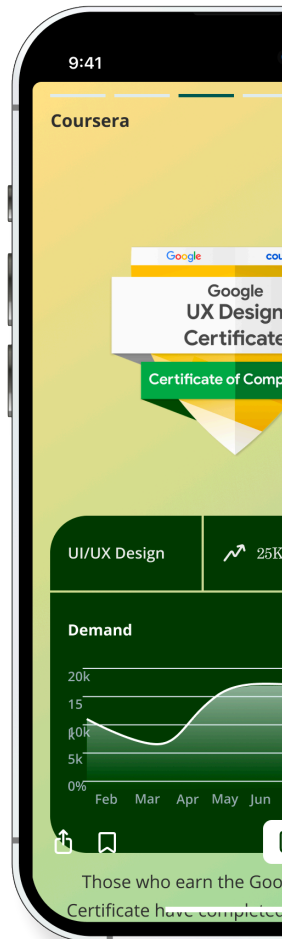 9:41
Coursera
Google cou
Google
UX Design
Certificate
Certificate of Comp
UI/UX Design
25K
Demand
20k
15
k
10k
5k
0%
Feb Mar Apr May Jun
Those who earn the Goo
Certificate have completed